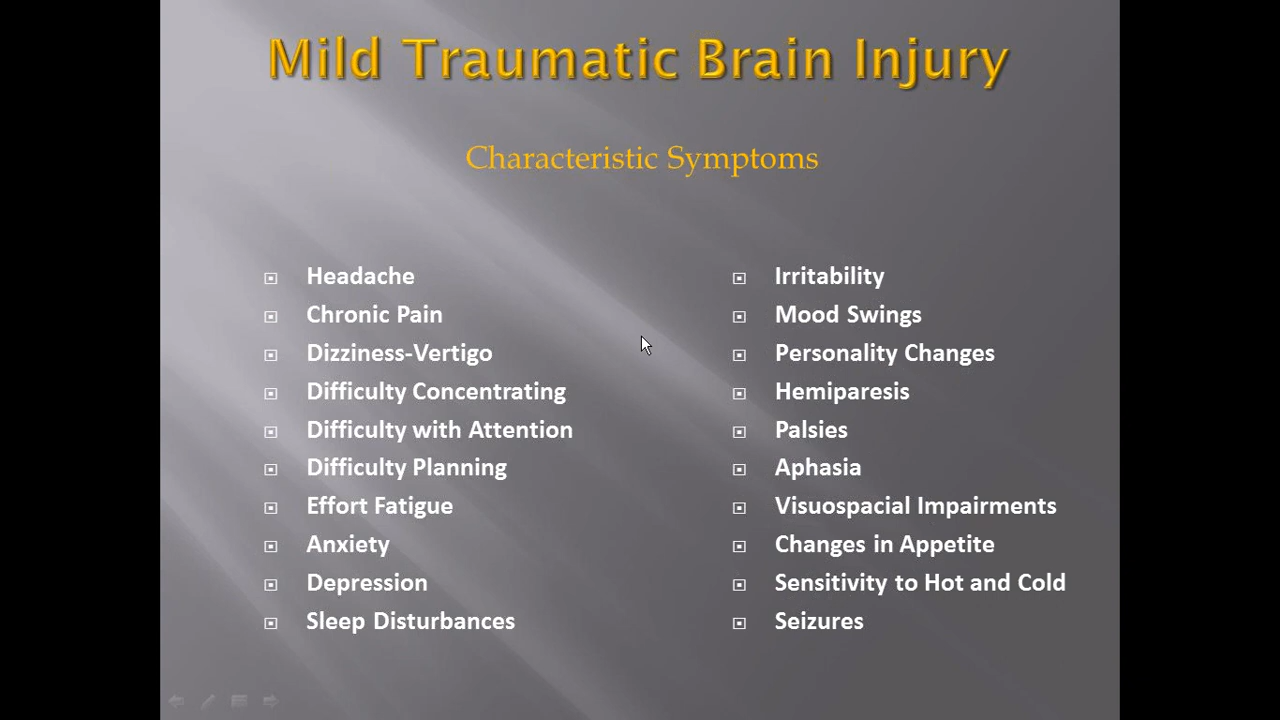 Mild Traumatic Brain Injury
Characteristic Symptoms
Headache
Chronic Pain
Dizziness-Vertigo
Difficulty Concentrating
Difficulty with Attention
Difficulty Planning
Effort Fatigue
Anxiety
Depression
Sleep Disturbances
Irritability
Mood Swings
Personality Changes
Hemiparesis
Palsies
Aphasia
Visuospacial Impairments
Changes in Appetite
Sensitivity to Hot and Cold
Seizures